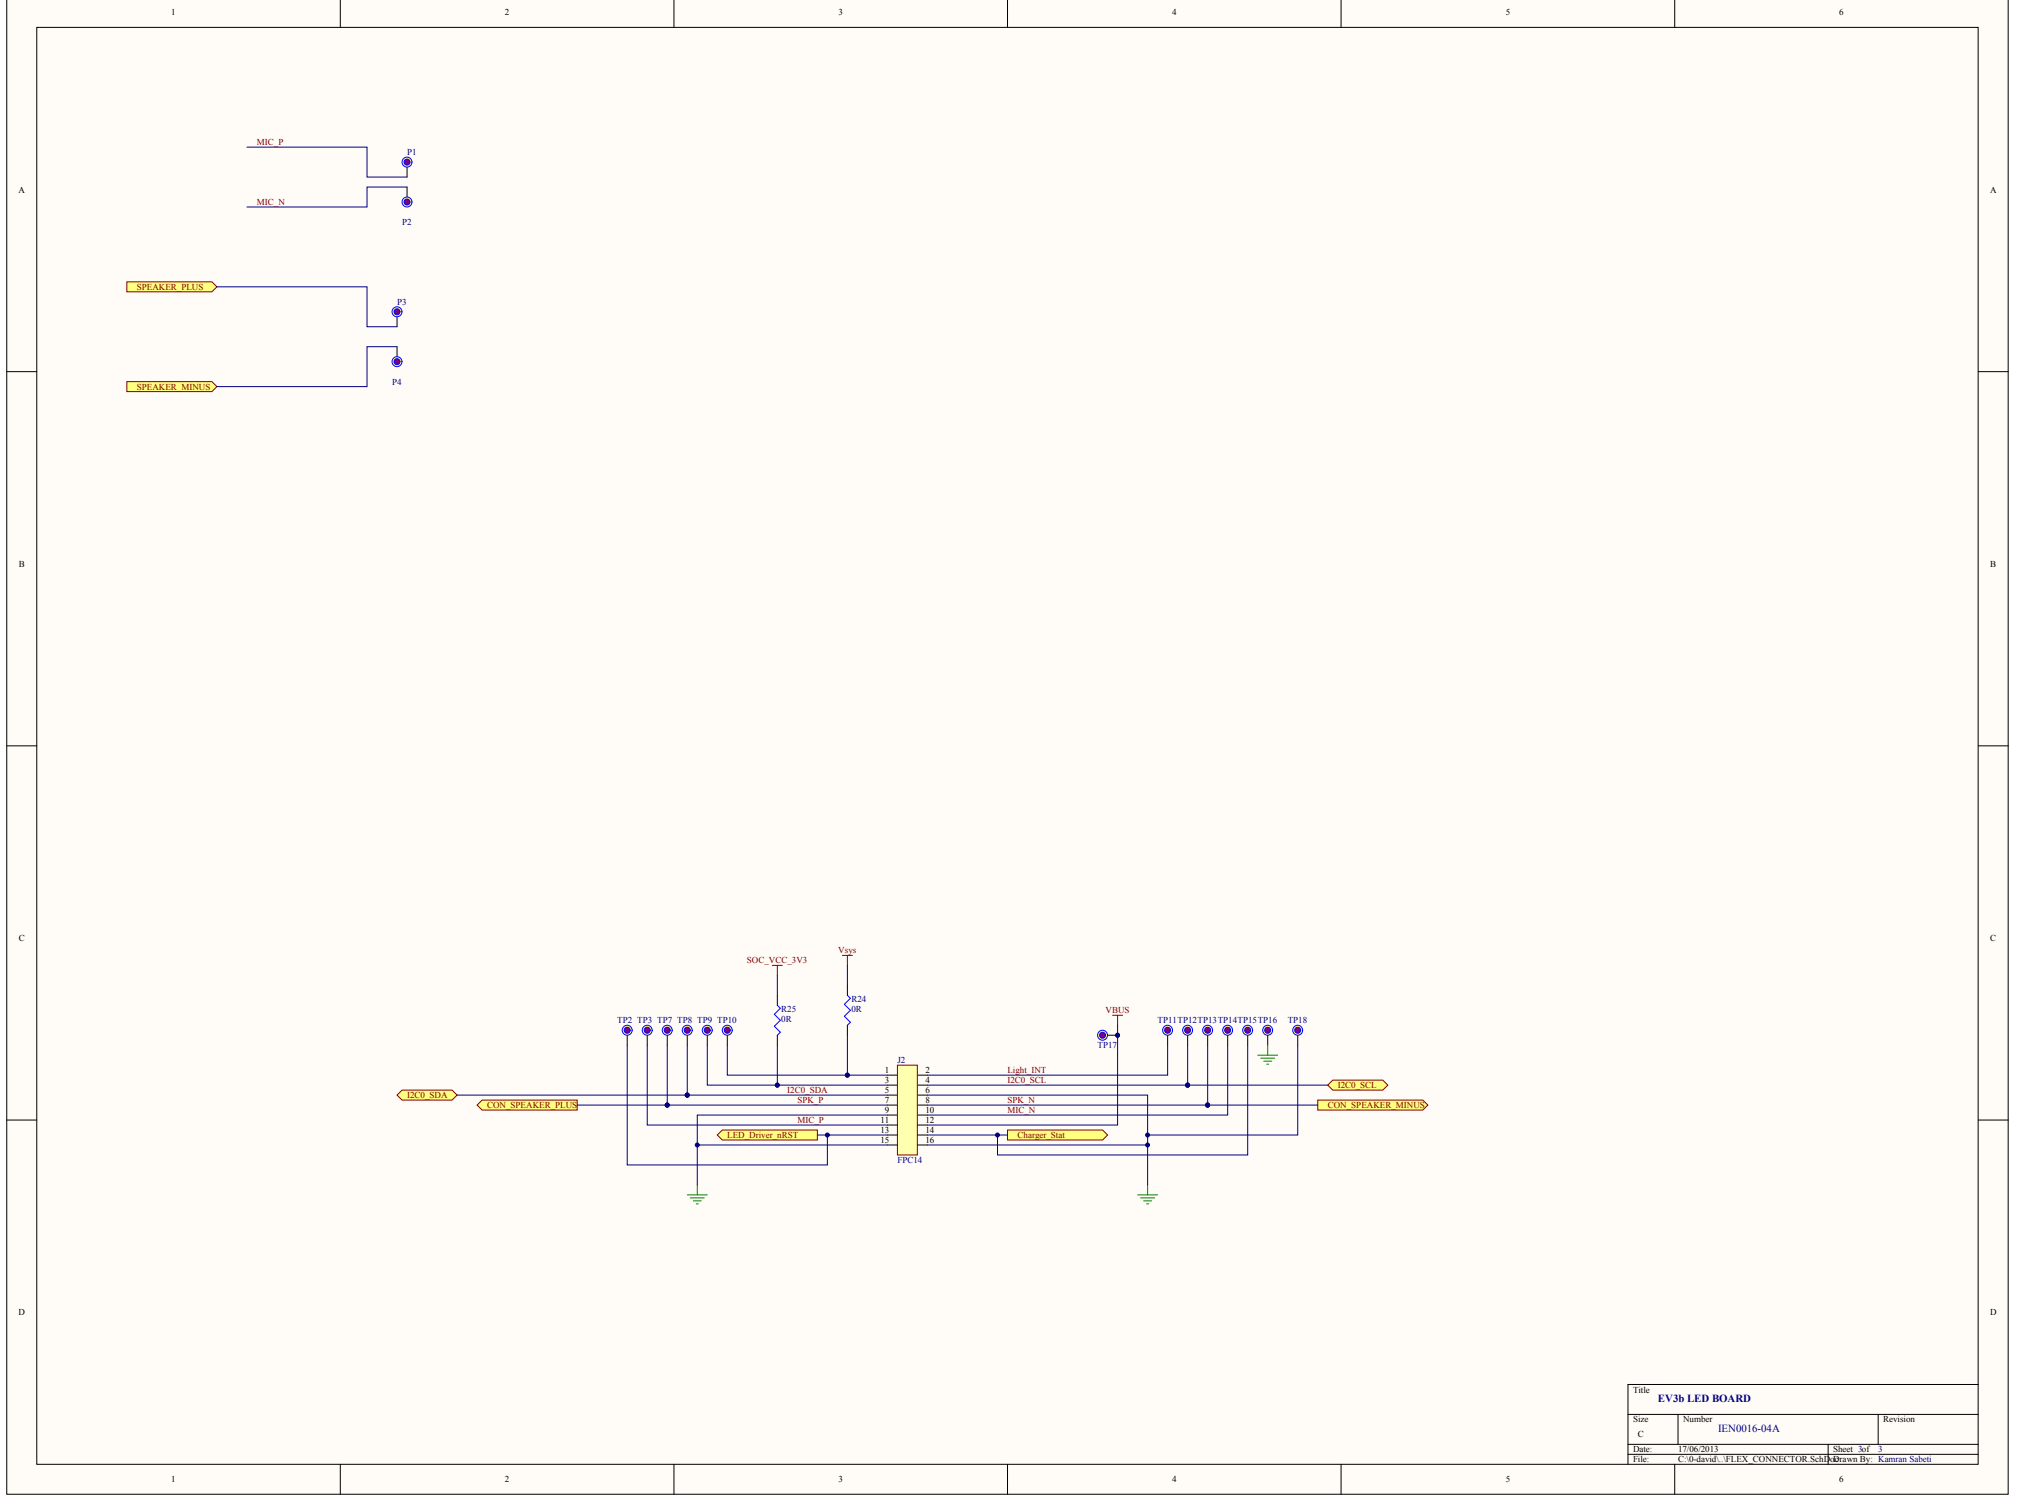 1 2 3 4 5 6
MIC_P
P1
A A
MIC_N
P2
SPEAKER_PLUS
P3
SPEAKER_MINUS
P4
B B
C C
Vsys
SOC_VCC_3V3
R24
0R
R25
0R
VBUS
TP2 TP3 TP7 TP8 TP9 TP10
TP11 TP12 TP13 TP14 TP15 TP16 TP18
TP17
J2
1 2 Light_INT
3 4 I2C0_SCL
I2C0_SCL
I2C0_SDA 5 6
I2C0_SDA
SPK_P 7 8 SPK_N
CON_SPEAKER_PLUS
CON_SPEAKER_MINUS
9 10 MIC_N
MIC_P 11 12
LED_Driver_nRST 13 14 Charger_Stat
15 16
FPC14
D D
Title
EV3b LED BOARD
Size Number Revision
C IEN0016-04A
Date: 17/06/2013 Sheet 3of 3
File: C:\0-david\..\FLEX_CONNECTOR.SchDoc Drawn By: Kamran Sabeti
1 2 3 4 5 6